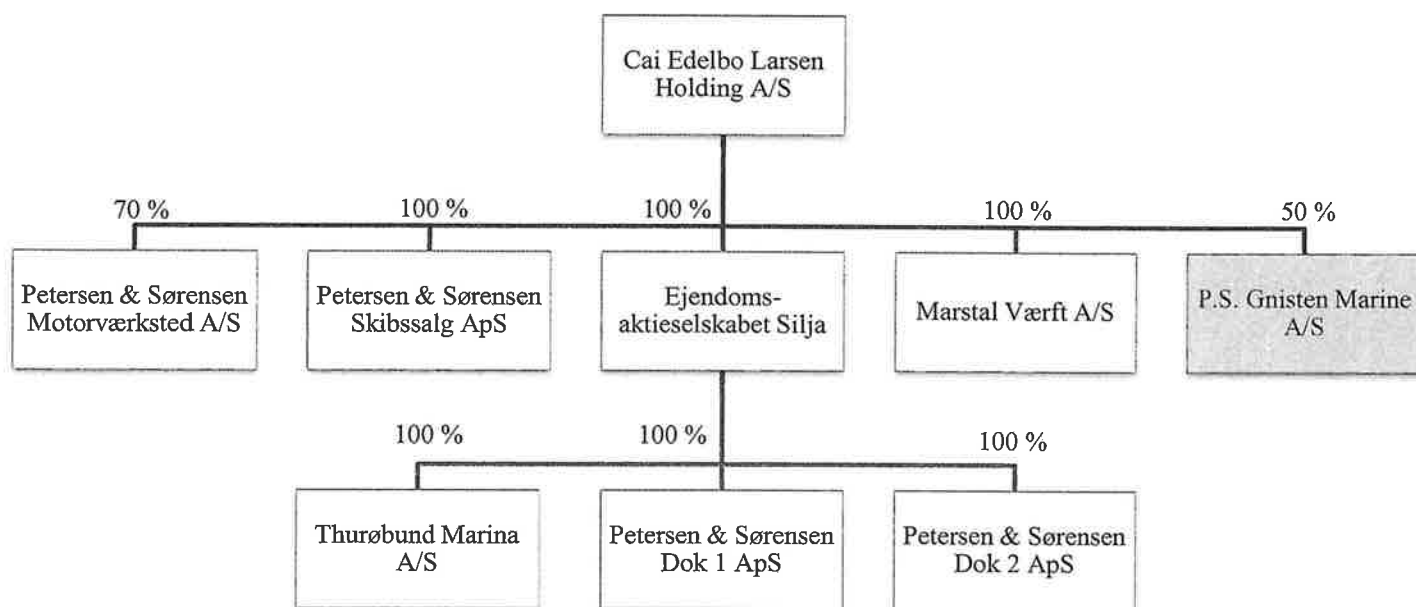 Cai Edelbo Larsen
Holding A/S
70 %
100 %
100 %
100 %
50 %
Petersen & Sørensen
Motorværksted A/S
Petersen & Sørensen
Skibssalg ApS
Ejendoms-
aktieselskabet Silja
Marstal Værft A/S
P.S. Gnisten Marine
A/S
100 %
100 %
100 %
Thurøbund Marina
A/S
Petersen & Sørensen
Dok 1 ApS
Petersen & Sørensen
Dok 2 ApS